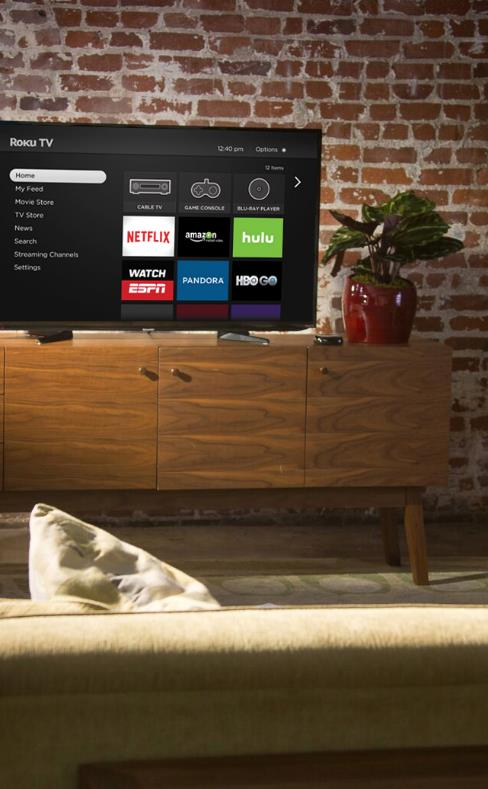 Roku TV
12:40 pm Options
12 Items
Home
My Feed
Movie Store
TV Store
News
Search
Streaming Channels
Settings
CABLE TV GAME CONSOLE BLU-RAY PLAYER
NETFLIX amazon hulu
WATCH
ESPN
PANDORA HBO GO